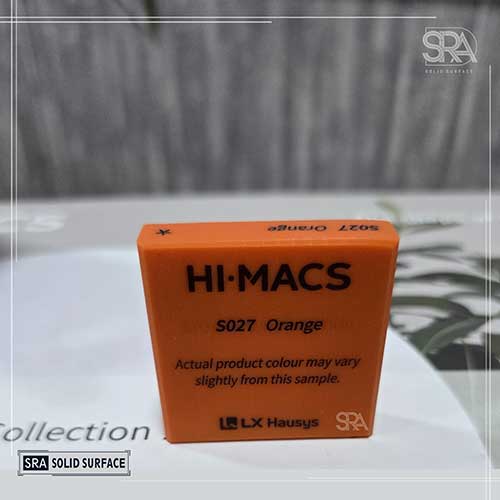 SRA
SOLID SURFACE
* S027 Orange
HI·MACS
S027 Orange
Actual product colour may vary
slightly from this sample.
LX Hausys
SRA
ollection
SRA SOLID SURFACE